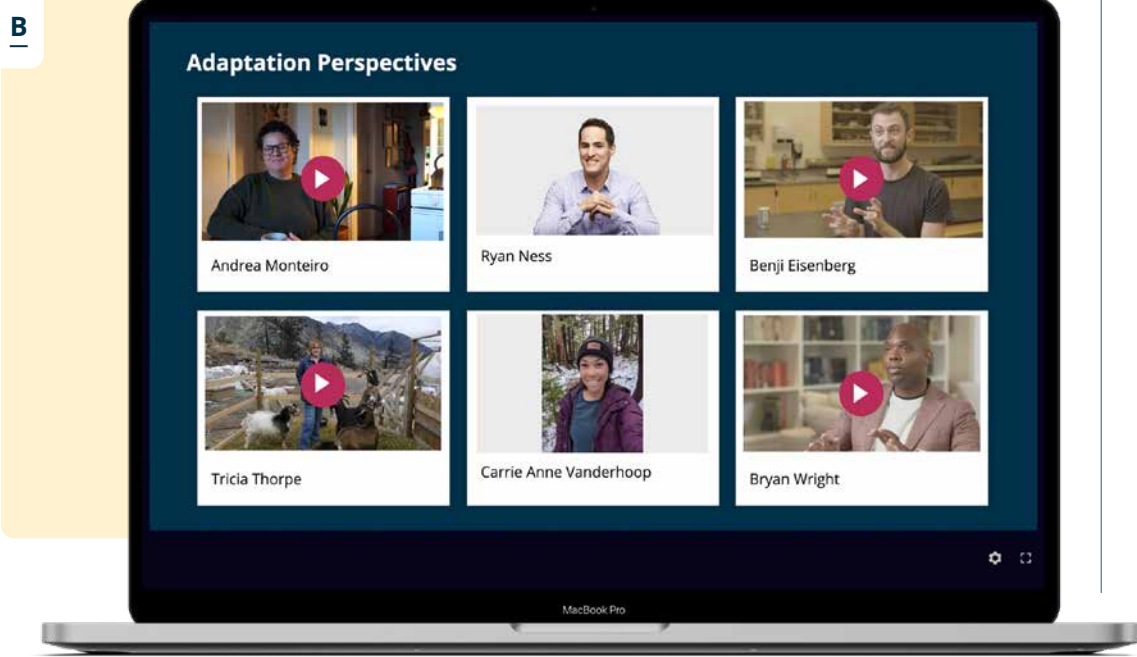 B
Adaptation Perspectives
Andrea Monteiro
Ryan Ness
Benji Eisenberg
Tricia Thorpe
Carrie Anne Vanderhoop
Bryan Wright
MacBook Pro